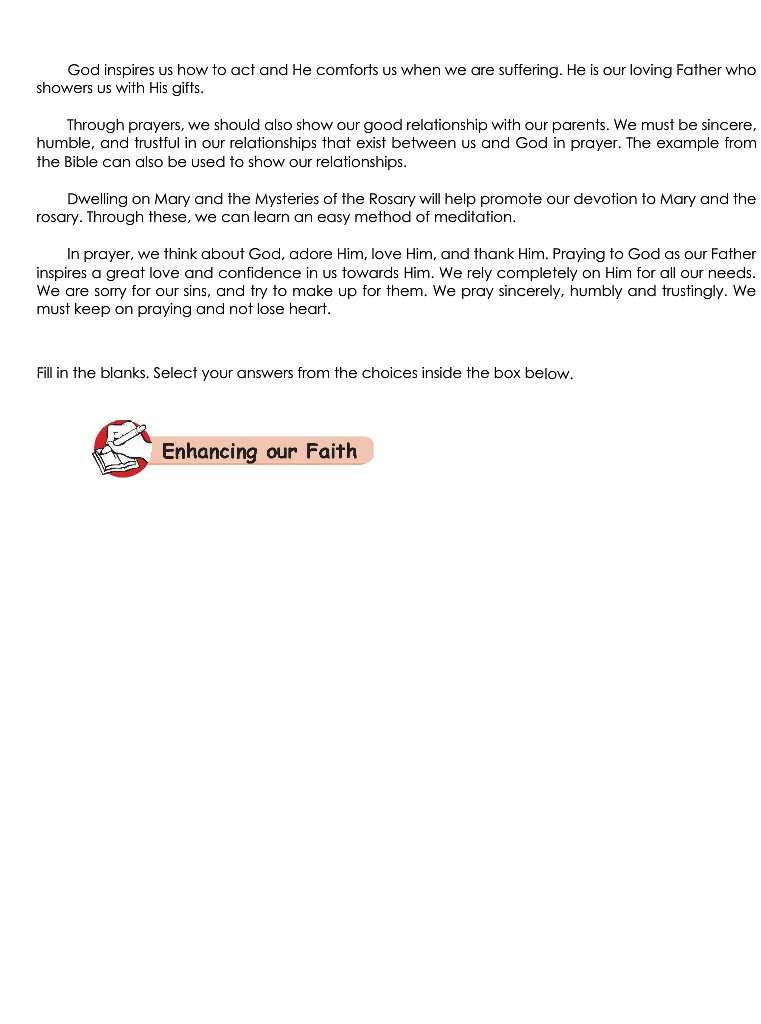 God inspires us how to act and He comforts us when we are suffering. He is our loving Father who
showers us with His gifts.
Through prayers, we should also show our good relationship with our parents. We must be sincere,
humble, and trustful in our relationships that exist between us and God in prayer. The example from
the Bible can also be used to show our relationships.
Dwelling on Mary and the Mysteries of the Rosary will help promote our devotion to Mary and the
rosary. Through these, we can learn an easy method of meditation.
In prayer, we think about God, adore Him, love Him, and thank Him. Praying to God as our Father
inspires a great love and confidence in us towards Him. We rely completely on Him for all our needs.
We are sorry for our sins, and try to make up for them. We pray sincerely, humbly and trustingly. We
must keep on praying and not lose heart.
Fill in the blanks. Select your answers from the choices inside the box below.
Enhancing our Faith